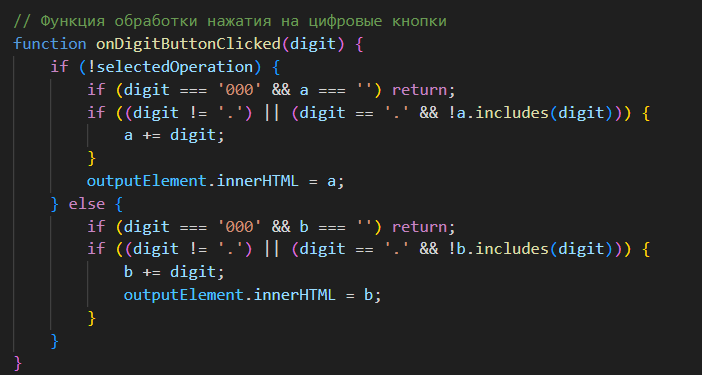 // Функция обработки нажатия на цифровые кнопки
function onDigitButtonClicked(digit) {
    if (!selectedOperation) {
        if (digit === '000' && a === '') return;
        if ((digit != '.') || (digit == '.' && !a.includes(digit))) {
            a += digit;
        }
        outputElement.innerHTML = a;
    } else {
        if (digit === '000' && b === '') return;
        if ((digit != '.') || (digit == '.' && !b.includes(digit))) {
            b += digit;
            outputElement.innerHTML = b;
        }
    }
}